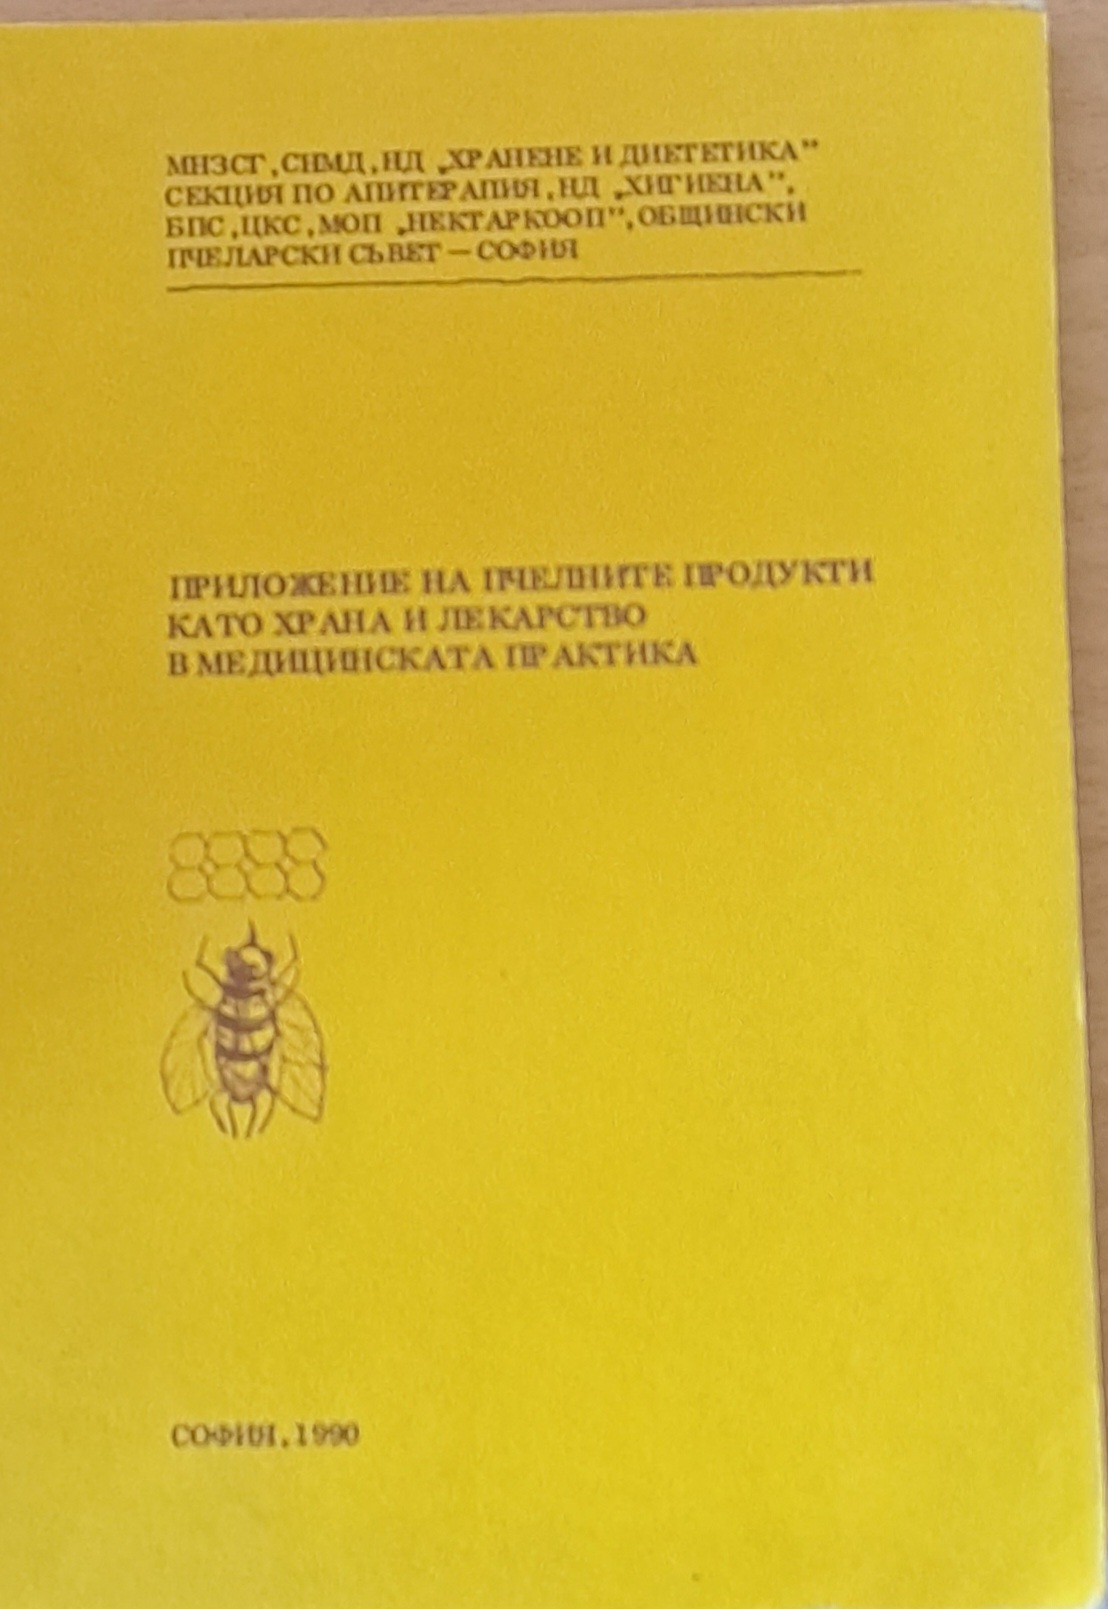 МНЗСГ, СНМД, НД „ХРАНЕНЕ И ДИЕТЕТИКА”
СЕКЦИЯ ПО АПИТЕРАПИЯ, НД „ХИГИЕНА”,
БПС, ЦКС, МОП „НЕКТАРКООП”, ОБЩИНСКИ
ПЧЕЛАРСКИ СЪВЕТ — СОФИЯ
ПРИЛОЖЕНИЕ НА ПЧЕЛНИТЕ ПРОДУКТИ
КАТО ХРАНА И ЛЕКАРСТВО
В МЕДИЦИНСКАТА ПРАКТИКА
СОФИЯ, 1990